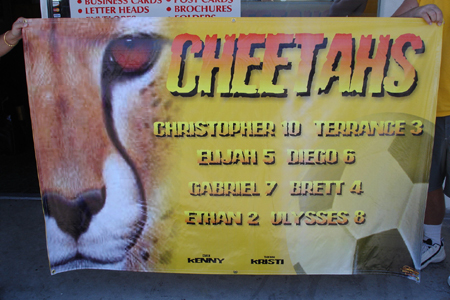 BUSINESS CARDS • POST CARDS
• LETTER HEADS • BROCHURES
FOLDERS
CHEETAHS
CHRISTOPHER 10 TERRANCE 3
ELIJAH 5 DIEGO 6
GABRIEL 7 BRETT 4
ETHAN 2 ULYSSES 8
KENNY KRISTI